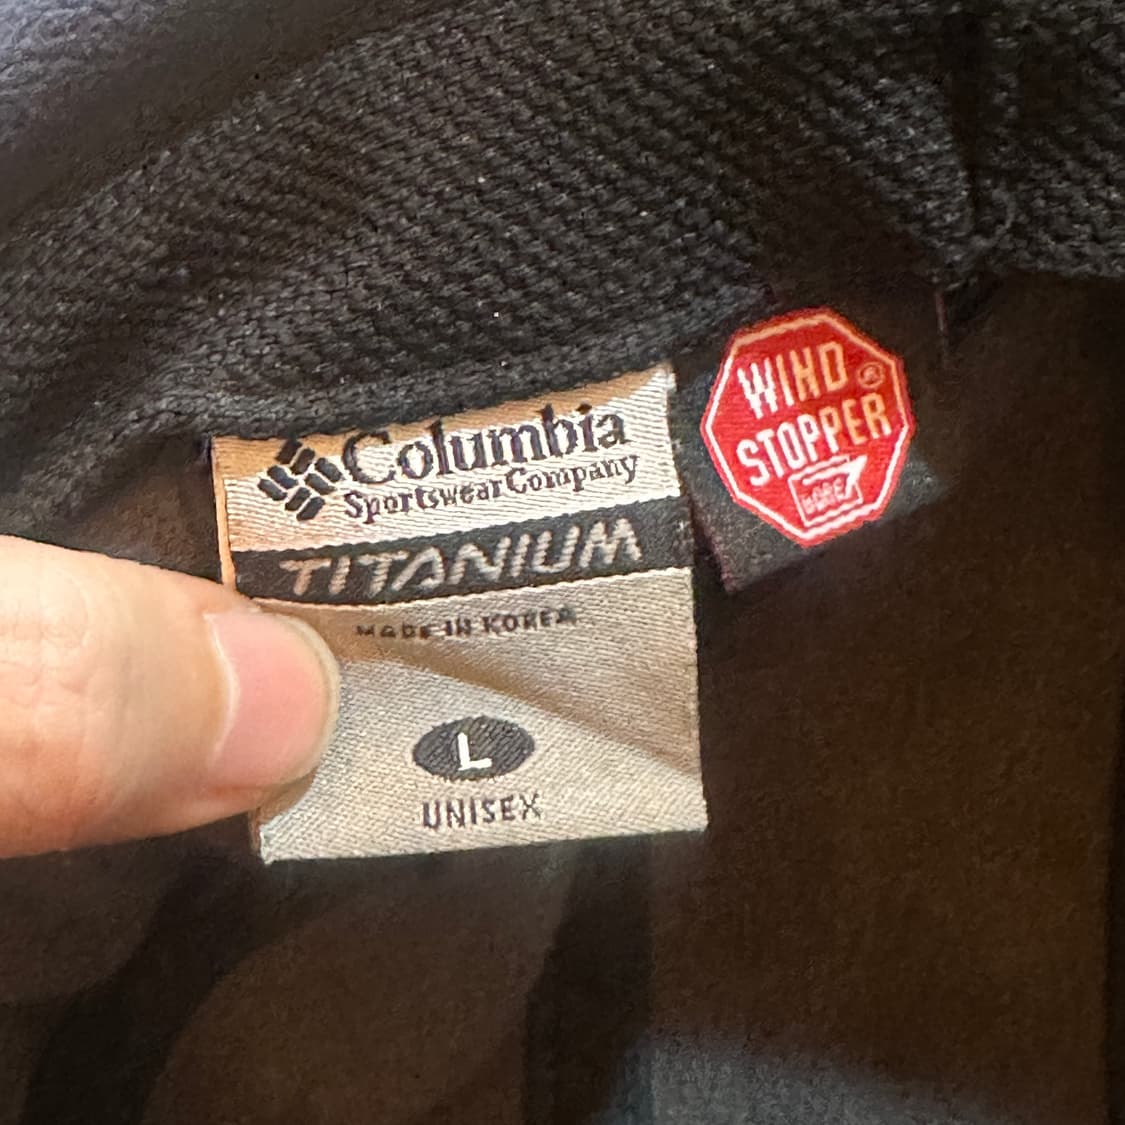 Columbia
Sportswear Company
TITANIUM
MADE IN KOREA
L
UNISEX
WIND
STOPPER
®
GORE